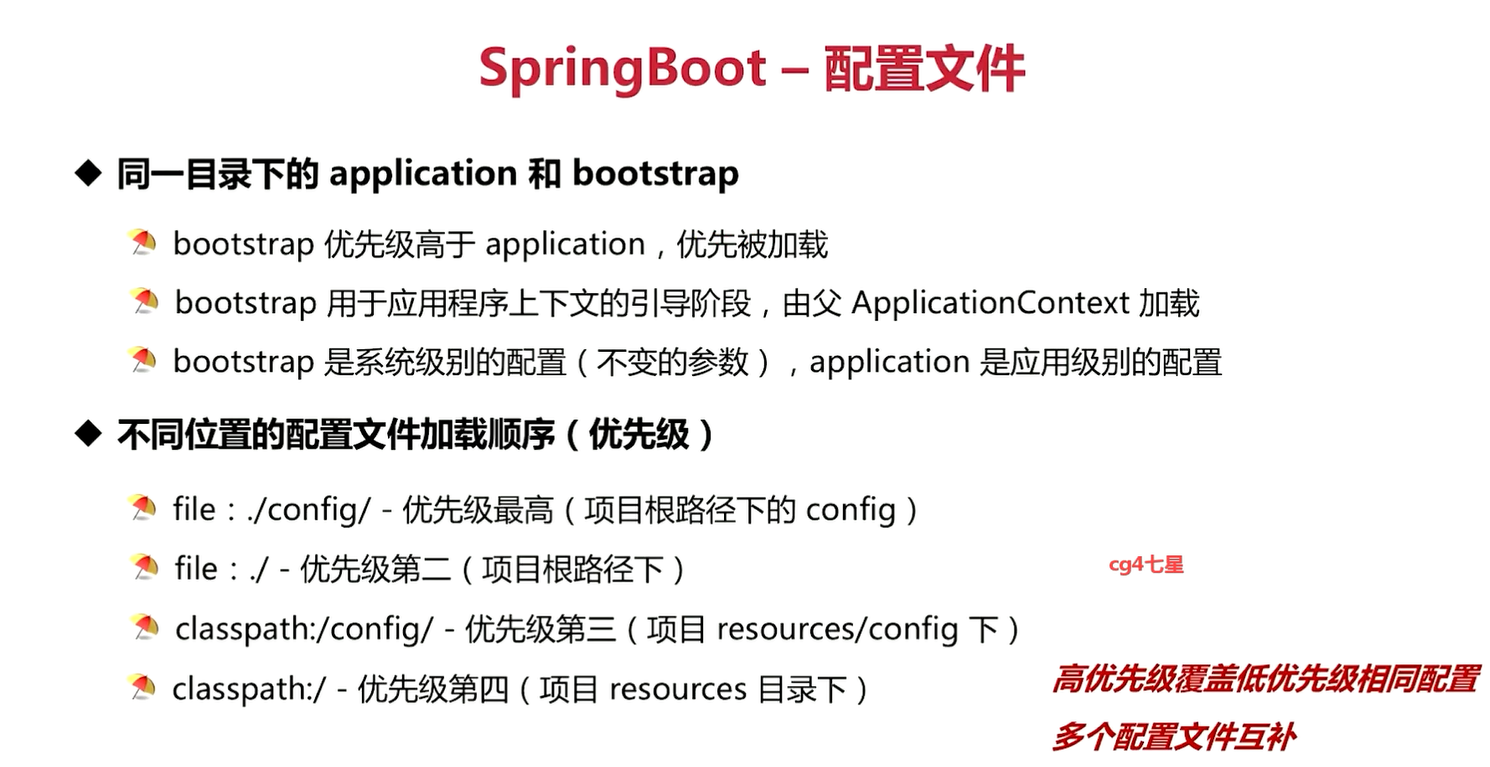 SpringBoot – 配置文件
◆ 同一目录下的 application 和 bootstrap
bootstrap 优先级高于 application，优先被加载
bootstrap 用于应用程序上下文的引导阶段，由父 ApplicationContext 加载
bootstrap 是系统级别的配置（不变的参数），application 是应用级别的配置
◆ 不同位置的配置文件加载顺序（优先级）
file：./config/ - 优先级最高（项目根路径下的 config）
file：./ - 优先级第二（项目根路径下）
cg4七星
classpath:/config/ - 优先级第三（项目 resources/config 下）
classpath:/ - 优先级第四（项目 resources 目录下）
高优先级覆盖低优先级相同配置
多个配置文件互补